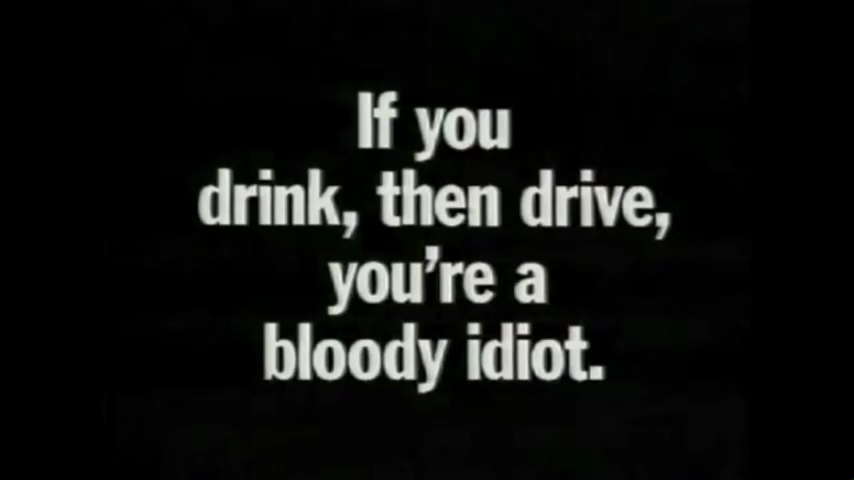 If you
drink, then drive,
you're a
bloody idiot.